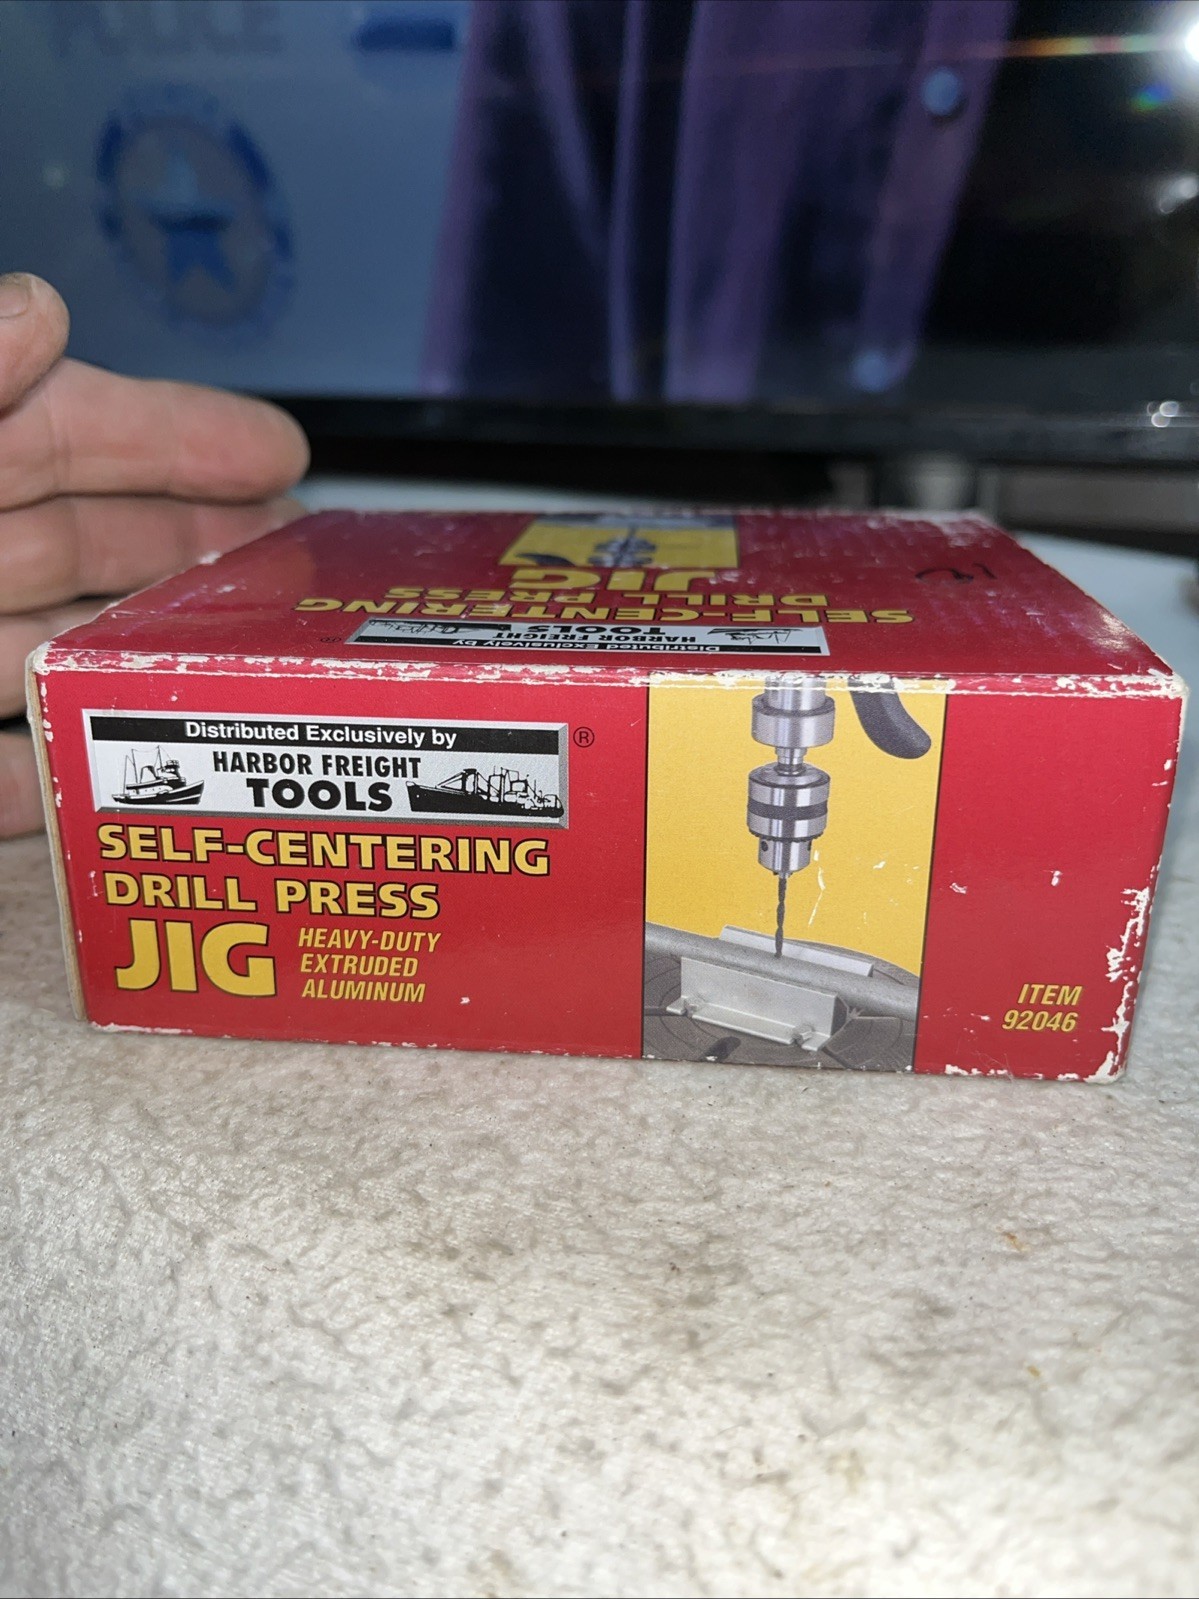 POLICE
JIG
DRILL PRESS
SELF-CENTERING
HARBOR FREIGHT
TOOLS
®
Distributed Exclusively by
Distributed Exclusively by
®
HARBOR FREIGHT
TOOLS
SELF-CENTERING
DRILL PRESS
JIG
HEAVY-DUTY
EXTRUDED
ALUMINUM
ITEM
92046